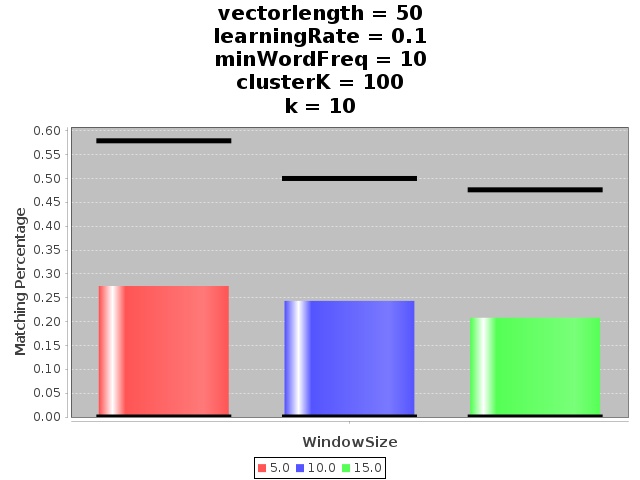 vectorlength = 50
learningRate = 0.1
minWordFreq = 10
clusterK = 100
k = 10
0.60
0.55
0.50
0.45
0.40
0.35
0.30
0.25
0.20
0.15
0.10
0.05
0.00
Matching Percentage
WindowSize
5.0 10.0 15.0